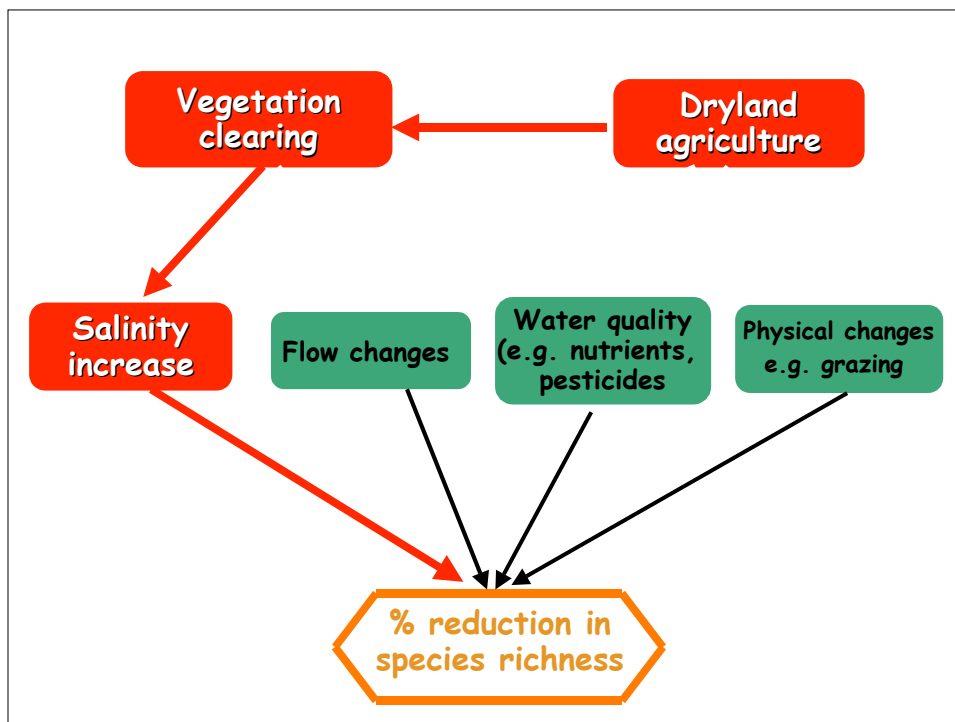 Vegetation
clearing
Dryland
agriculture
Salinity
increase
Flow changes
Water quality
(e.g. nutrients,
pesticides
Physical changes
e.g. grazing
% reduction in
species richness